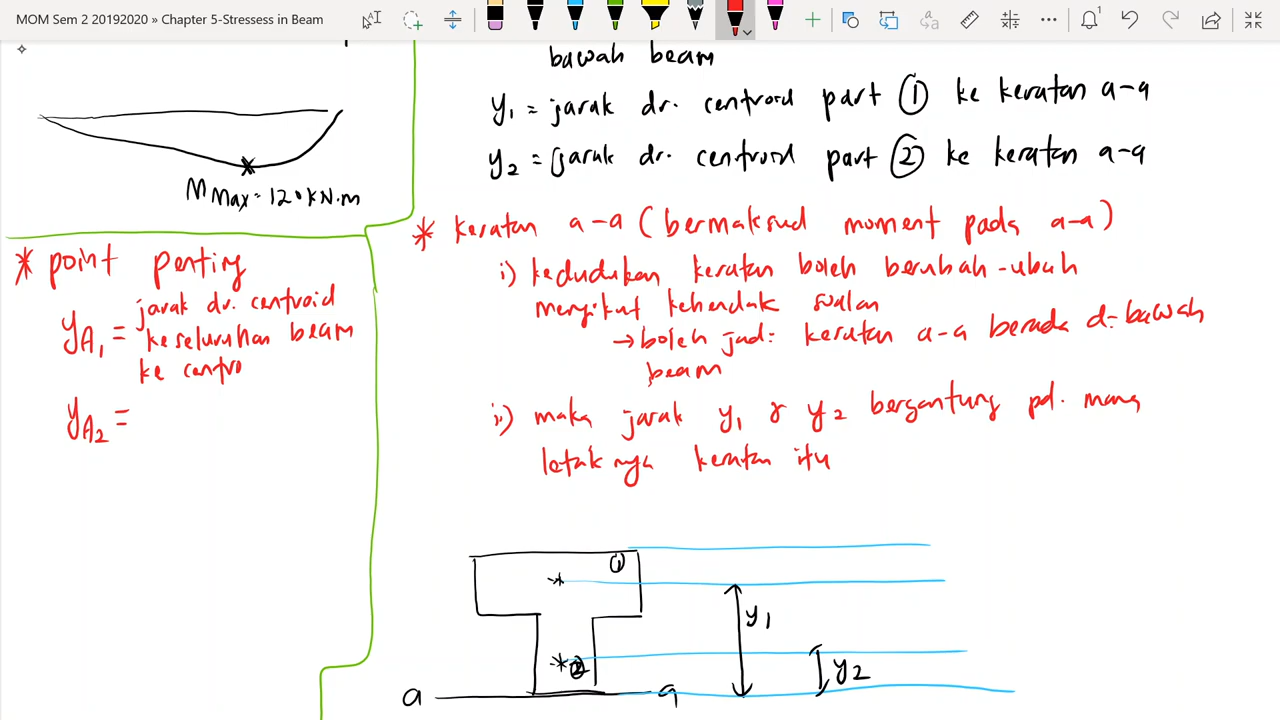 MOM Sem 2 20192020 » Chapter 5-Stressess in Beam
M Max = 120 kN.m
* point penting
yA1 = jarak dr. centroid
keseluruhan beam
ke centro
yA2 =
bawah beam
y1 = jarak dr. centroid part ① ke keratan a-a
y2 = jarak dr. centroid part ② ke keratan a-a
* keratan a-a (bermaksud moment pada a-a)
i) kedudukan keratan boleh berubah-ubah
mengikut kehendak soalan
→ boleh jadi keratan a-a berada di bawah
beam
ii) maka jarak y1 & y2 bergantung pd. mana
letaknya keratan itu
①
y1
②
y2
a a